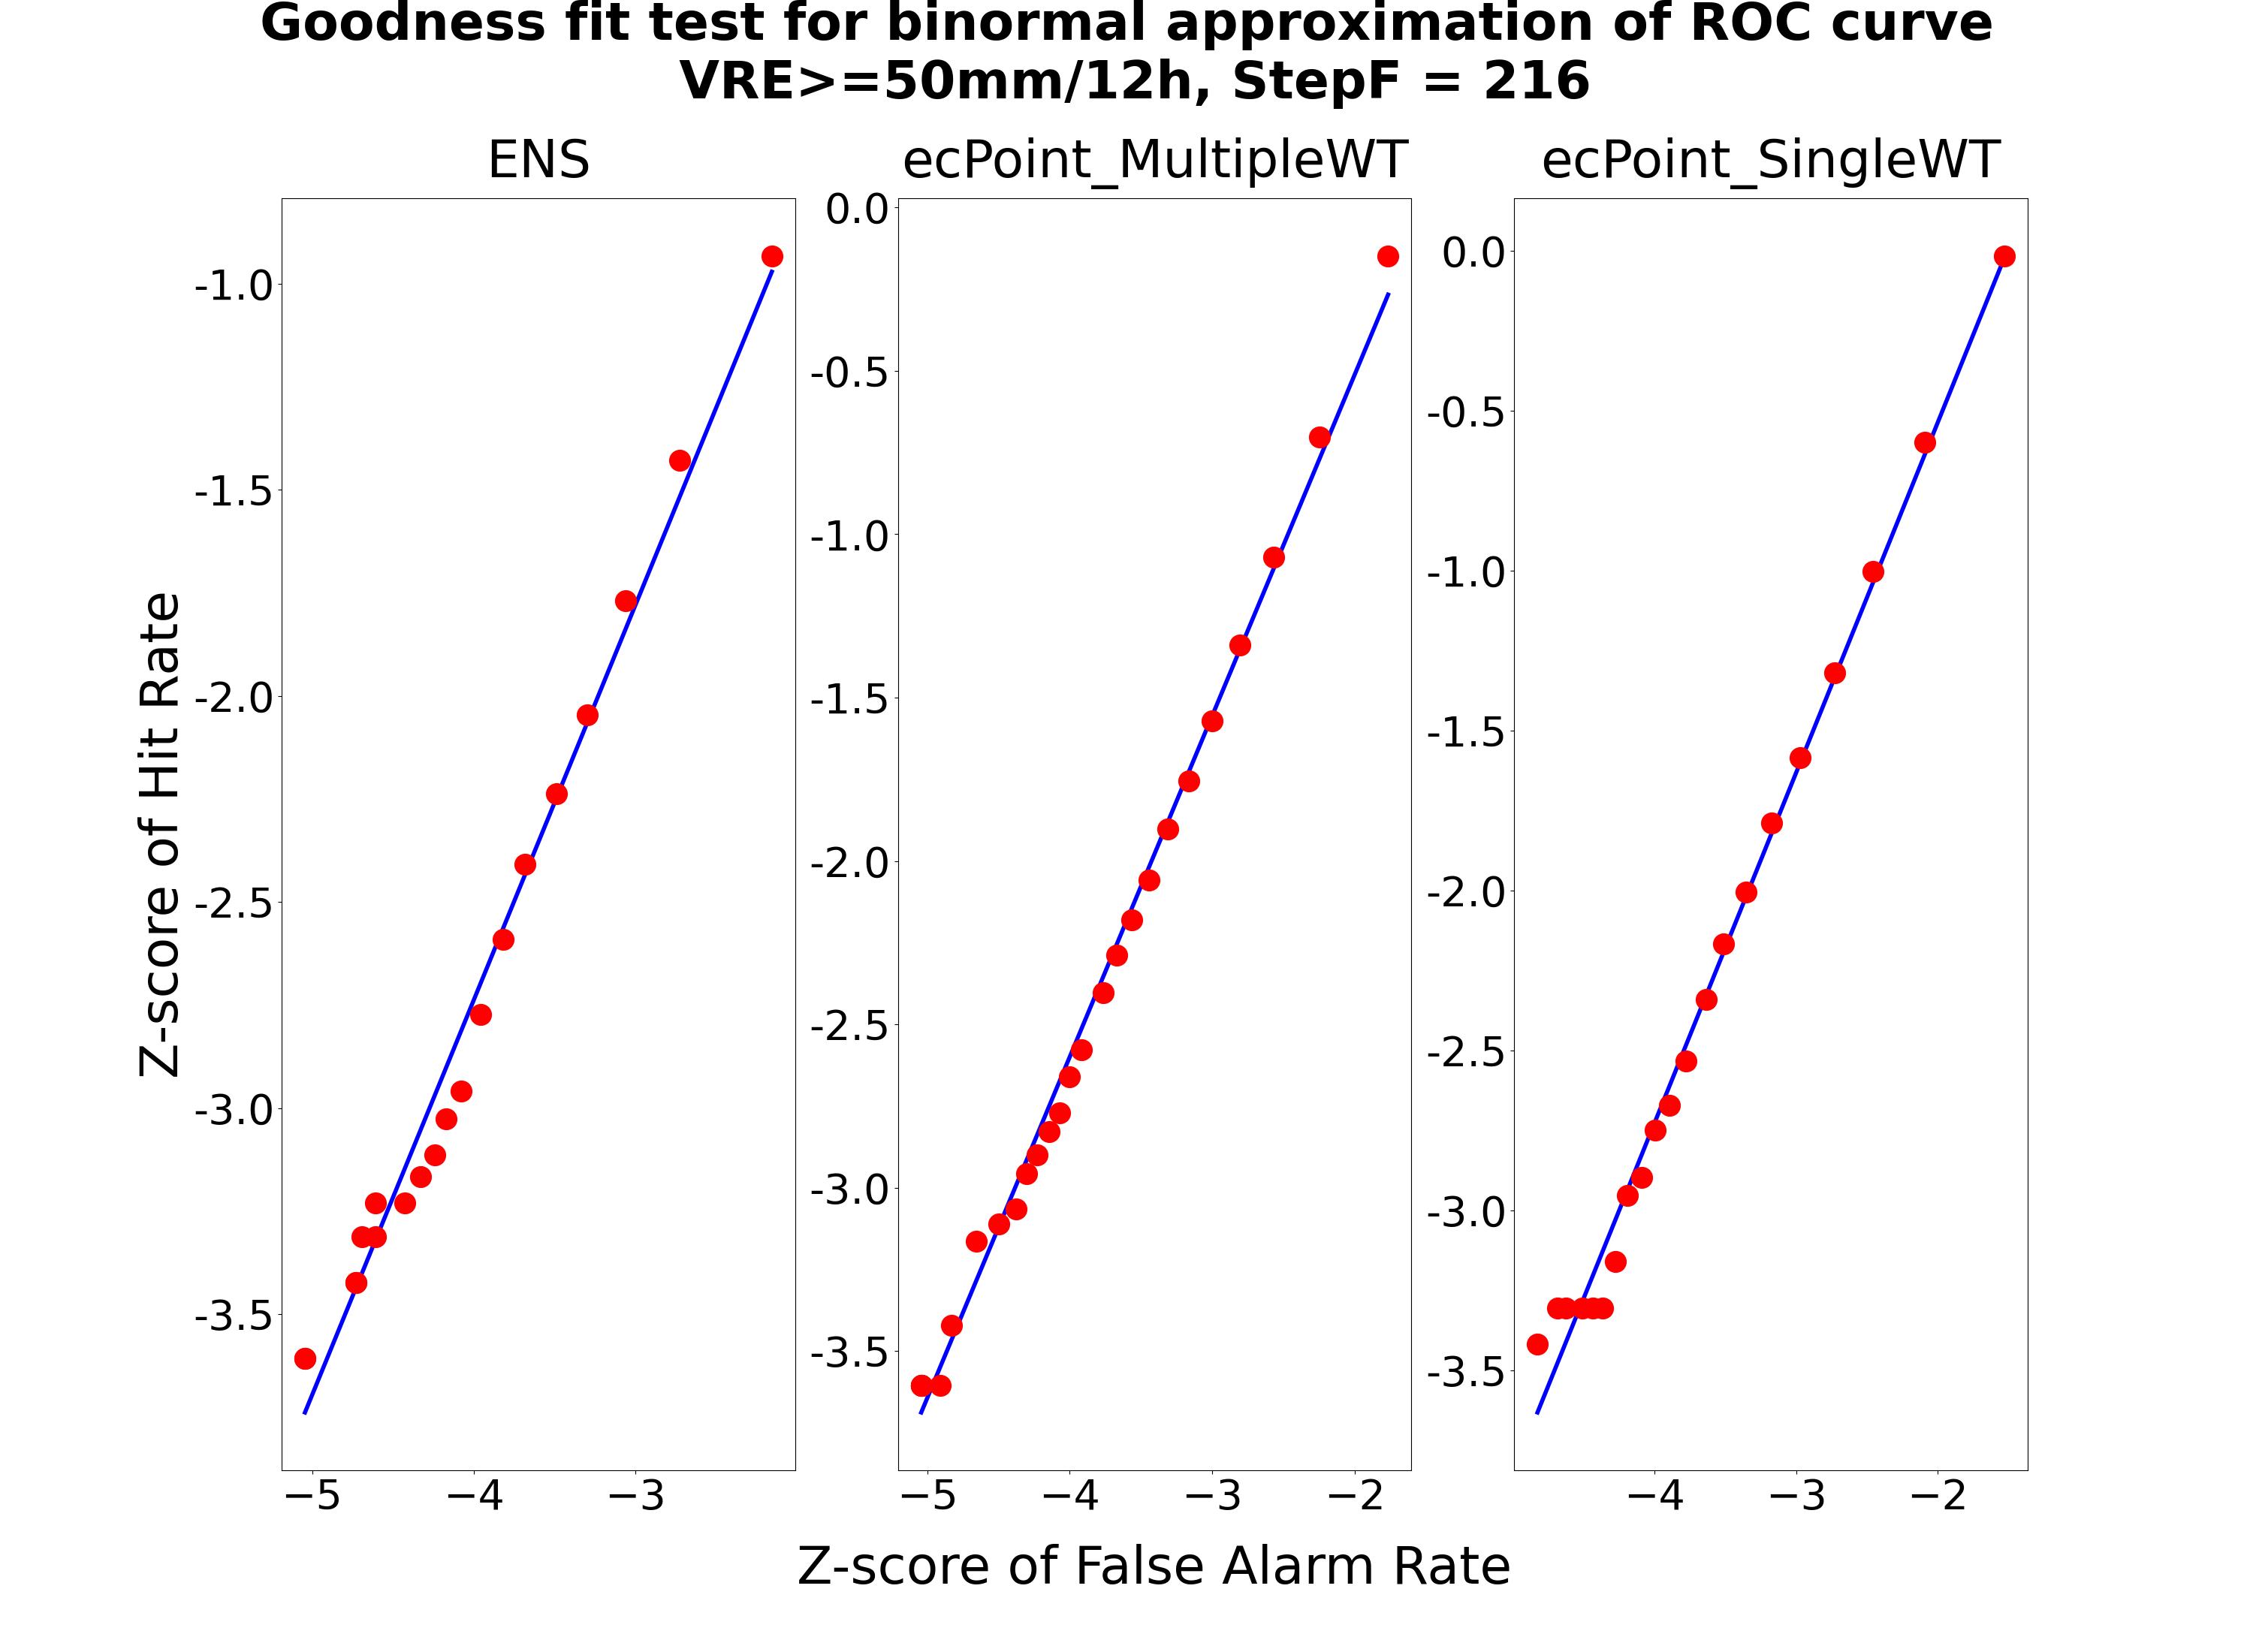 Goodness fit test for binormal approximation of ROC curve
VRE>=50mm/12h, StepF = 216
ENS
ecPoint_MultipleWT
ecPoint_SingleWT
Z-score of Hit Rate
-1.0
-1.5
-2.0
-2.5
-3.0
-3.5
0.0
-0.5
-1.0
-1.5
-2.0
-2.5
-3.0
-3.5
0.0
-0.5
-1.0
-1.5
-2.0
-2.5
-3.0
-3.5
−5 −4 −3
−5 −4 −3 −2
−4 −3 −2
Z-score of False Alarm Rate